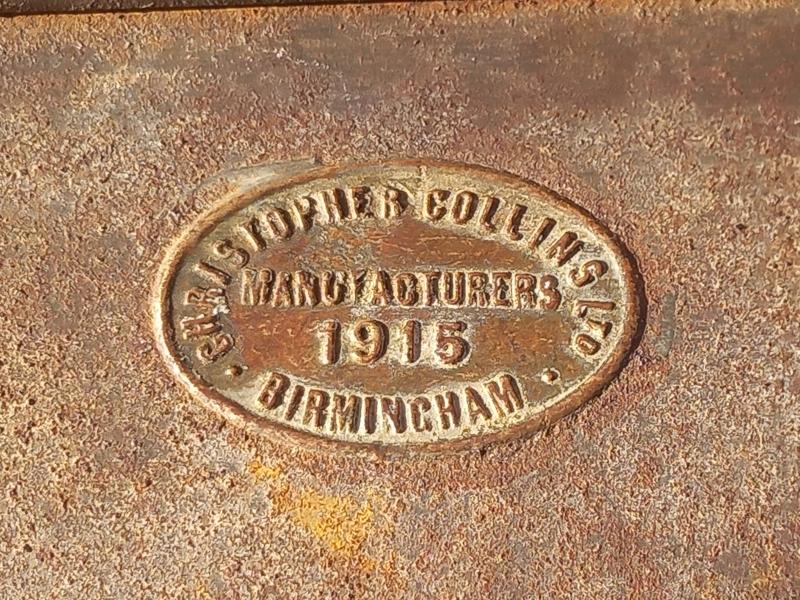 CHRISTOPHER COLLINS LTD
MANUFACTURERS
1915
BIRMINGHAM